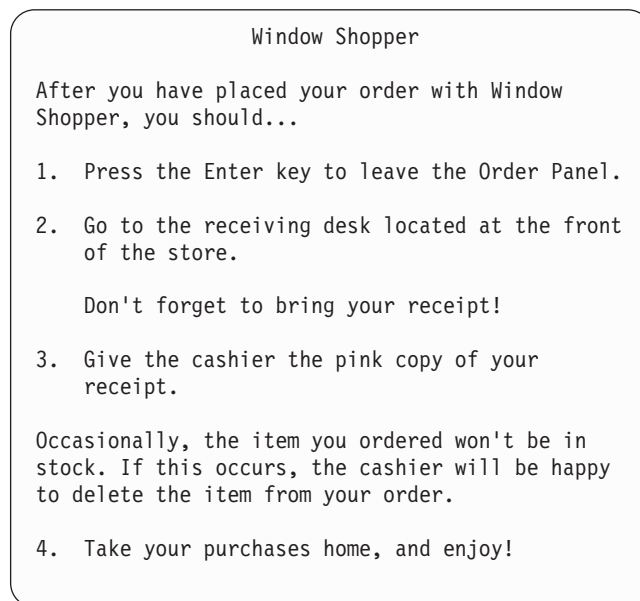 Window Shopper
After you have placed your order with Window
Shopper, you should...
1. Press the Enter key to leave the Order Panel.
2. Go to the receiving desk located at the front
of the store.
Don't forget to bring your receipt!
3. Give the cashier the pink copy of your
receipt.
Occasionally, the item you ordered won't be in
stock. If this occurs, the cashier will be happy
to delete the item from your order.
4. Take your purchases home, and enjoy!